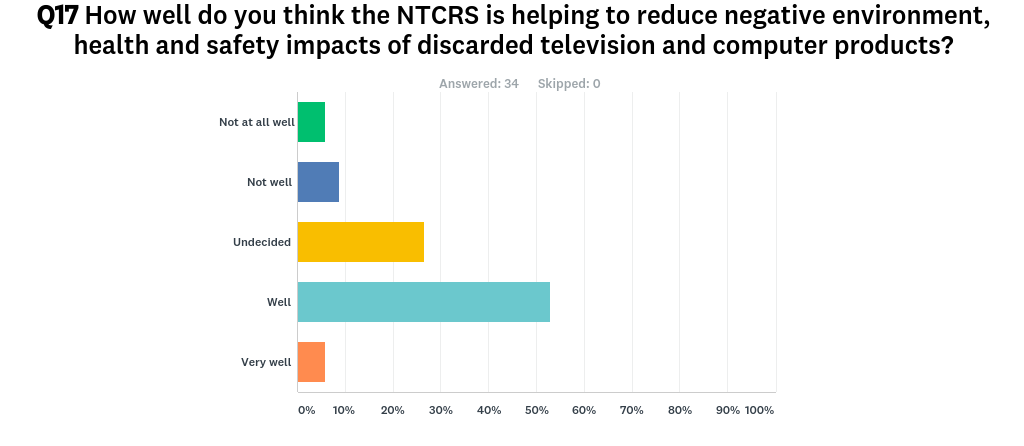 Q17 How well do you think the NTCRS is helping to reduce negative environment,
health and safety impacts of discarded television and computer products?
Answered: 34 Skipped: 0
Not at all well
Not well
Undecided
Well
Very well
0% 10% 20% 30% 40% 50% 60% 70% 80% 90% 100%